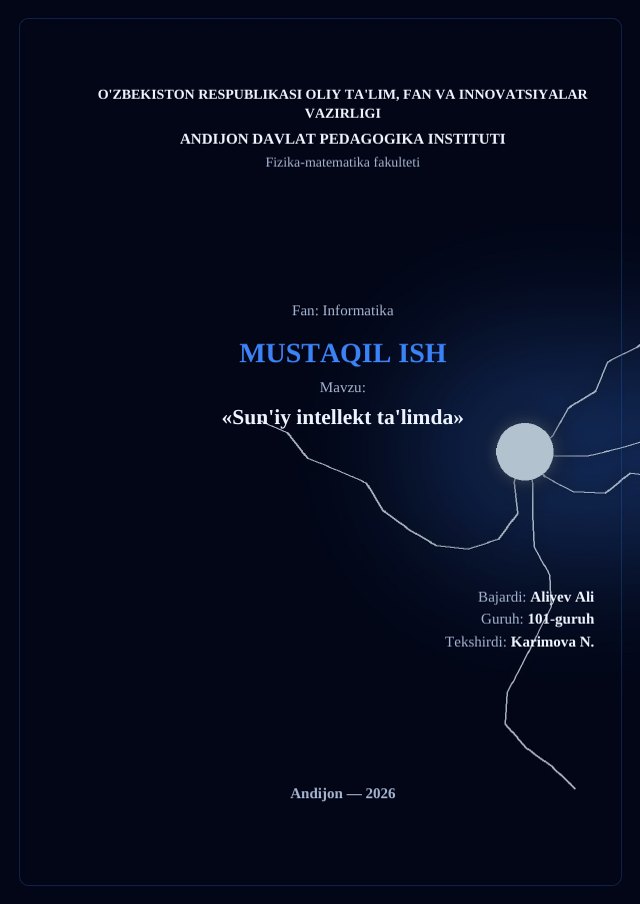 O'ZBEKISTON RESPUBLIKASI OLIY TA'LIM, FAN VA INNOVATSIYALAR
VAZIRLIGI
ANDIJON DAVLAT PEDAGOGIKA INSTITUTI
Fizika-matematika fakulteti
Fan: Informatika
MUSTAQIL ISH
Mavzu:
«Sun'iy intellekt ta'limda»
Bajardi: Aliyev Ali
Guruh: 101-guruh
Tekshirdi: Karimova N.
Andijon — 2026